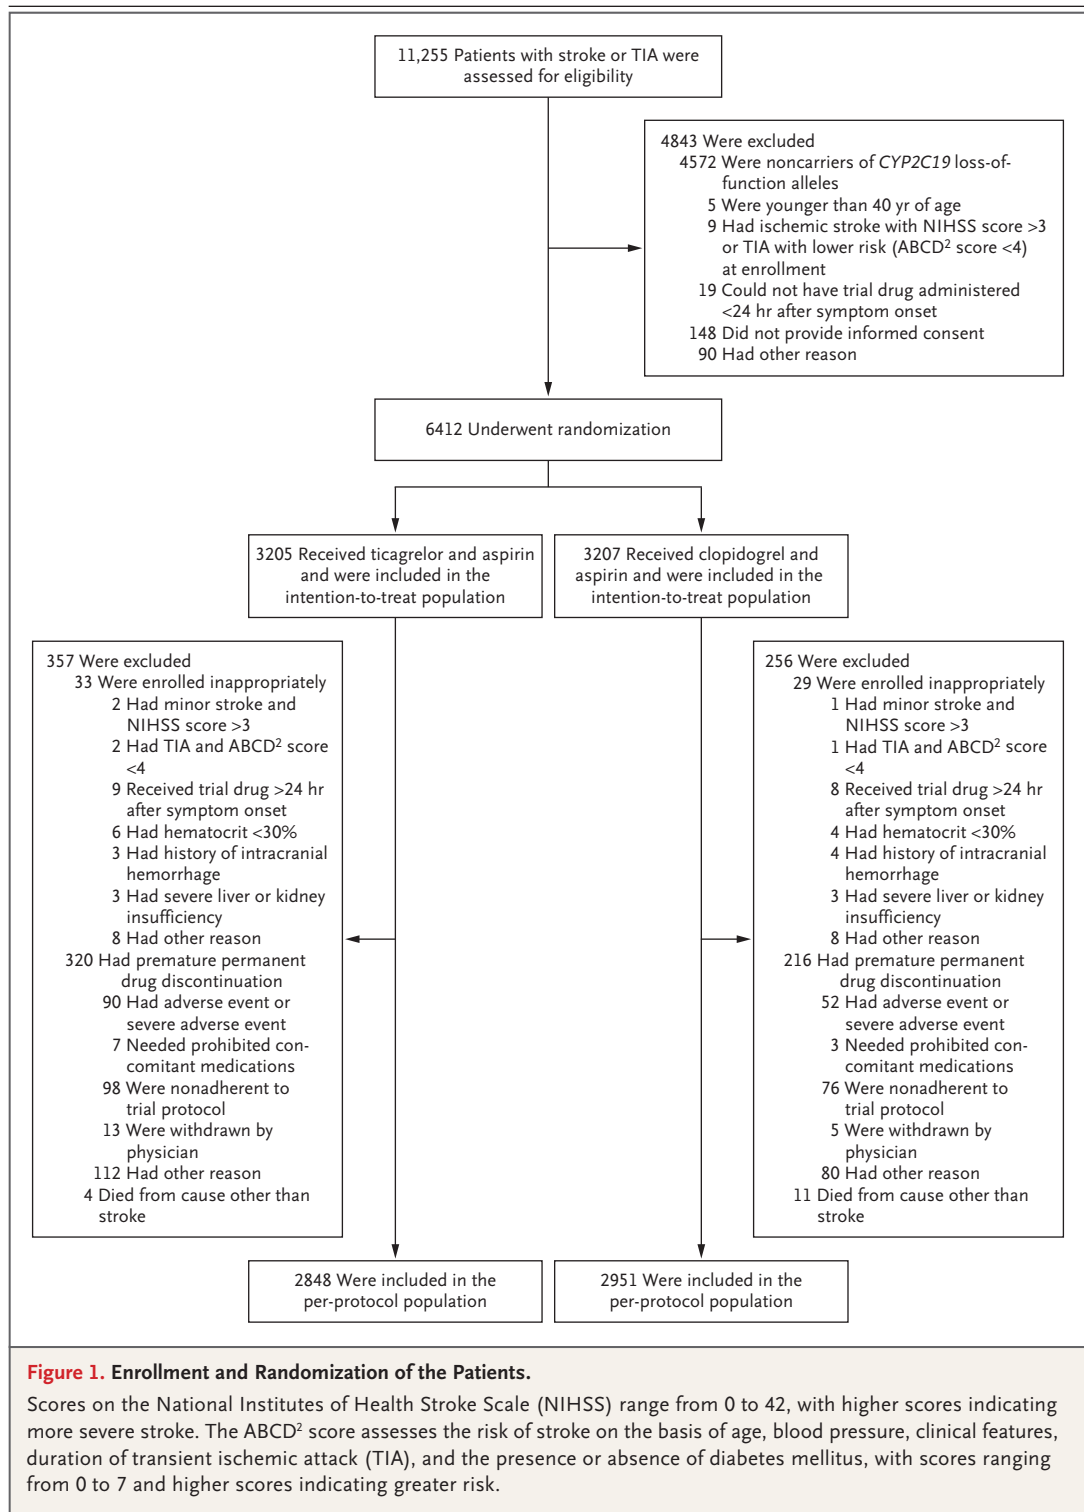 11,255 Patients with stroke or TIA were
assessed for eligibility
4843 Were excluded
4572 Were noncarriers of CYP2C19 loss-of-
function alleles
5 Were younger than 40 yr of age
9 Had ischemic stroke with NIHSS score >3
or TIA with lower risk (ABCD² score <4)
at enrollment
19 Could not have trial drug administered
<24 hr after symptom onset
148 Did not provide informed consent
90 Had other reason
6412 Underwent randomization
3205 Received ticagrelor and aspirin
and were included in the
intention-to-treat population
3207 Received clopidogrel and
aspirin and were included in the
intention-to-treat population
357 Were excluded
33 Were enrolled inappropriately
2 Had minor stroke and
NIHSS score >3
2 Had TIA and ABCD² score
<4
9 Received trial drug >24 hr
after symptom onset
6 Had hematocrit <30%
3 Had history of intracranial
hemorrhage
3 Had severe liver or kidney
insufficiency
8 Had other reason
320 Had premature permanent
drug discontinuation
90 Had adverse event or
severe adverse event
7 Needed prohibited con-
comitant medications
98 Were nonadherent to
trial protocol
13 Were withdrawn by
physician
112 Had other reason
4 Died from cause other than
stroke
256 Were excluded
29 Were enrolled inappropriately
1 Had minor stroke and
NIHSS score >3
1 Had TIA and ABCD² score
<4
8 Received trial drug >24 hr
after symptom onset
4 Had hematocrit <30%
4 Had history of intracranial
hemorrhage
3 Had severe liver or kidney
insufficiency
8 Had other reason
216 Had premature permanent
drug discontinuation
52 Had adverse event or
severe adverse event
3 Needed prohibited con-
comitant medications
76 Were nonadherent to
trial protocol
5 Were withdrawn by
physician
80 Had other reason
11 Died from cause other than
stroke
2848 Were included in the
per-protocol population
2951 Were included in the
per-protocol population
Figure 1. Enrollment and Randomization of the Patients.
Scores on the National Institutes of Health Stroke Scale (NIHSS) range from 0 to 42, with higher scores indicating
more severe stroke. The ABCD² score assesses the risk of stroke on the basis of age, blood pressure, clinical features,
duration of transient ischemic attack (TIA), and the presence or absence of diabetes mellitus, with scores ranging
from 0 to 7 and higher scores indicating greater risk.